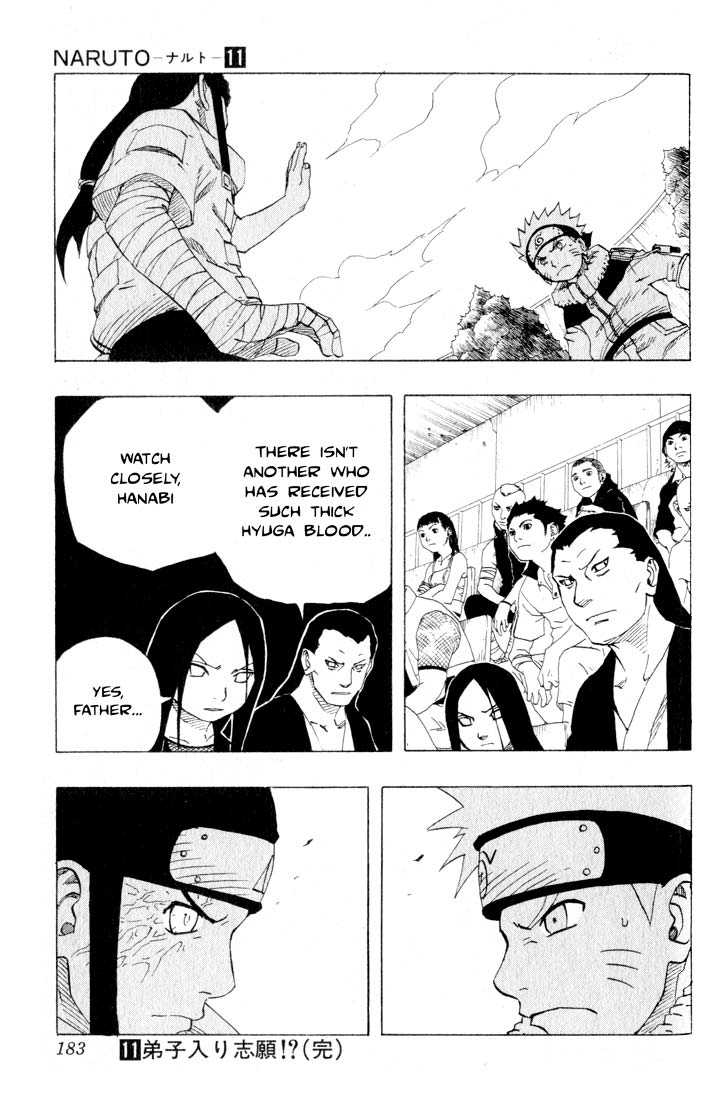 NARUTO—ナルト—11
THERE ISN'T
ANOTHER WHO
HAS RECEIVED
SUCH THICK
HYUGA BLOOD..
WATCH
CLOSELY,
HANABI
YES,
FATHER...
183
11弟子入り志願!?(完)